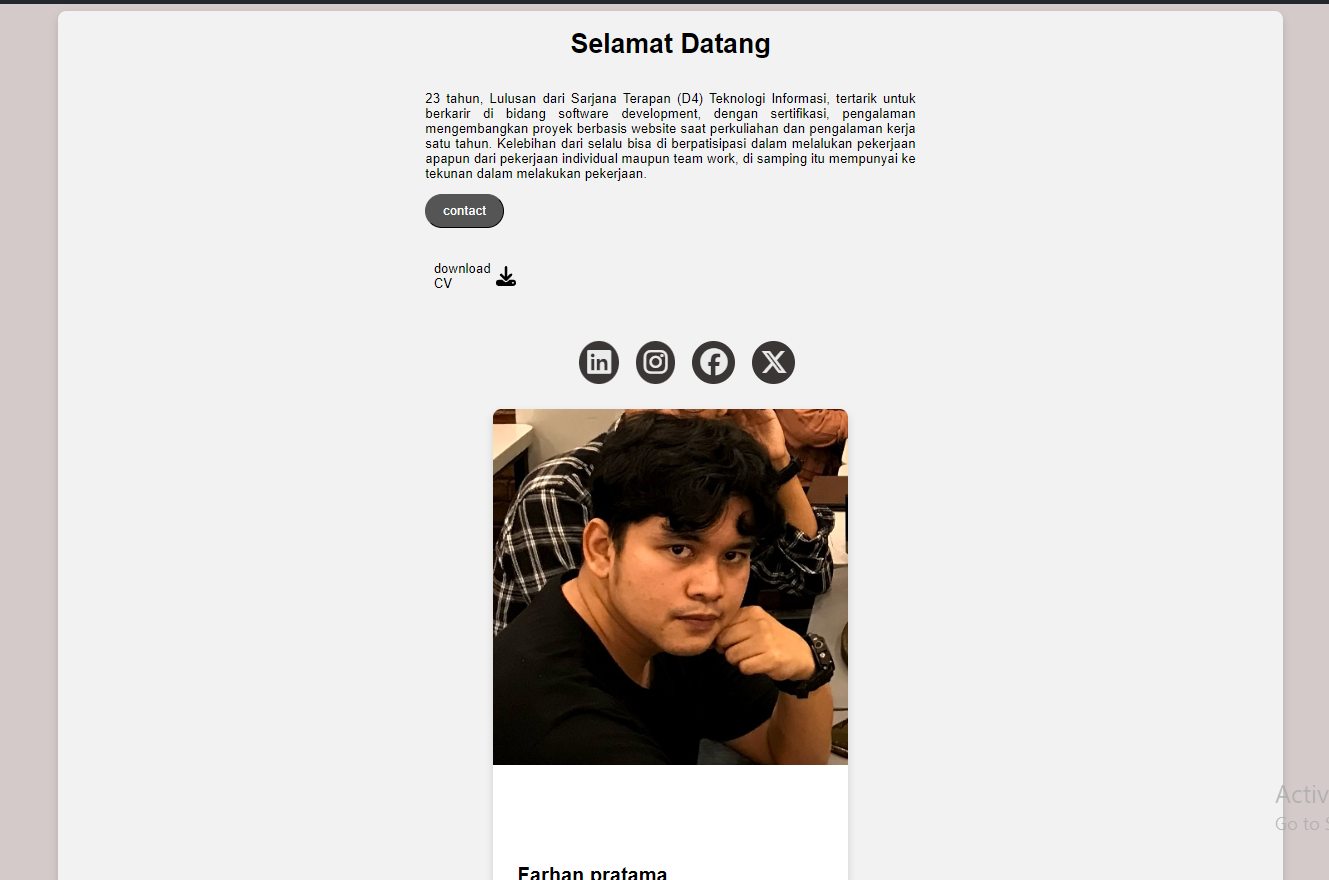 Selamat Datang
23 tahun, Lulusan dari Sarjana Terapan (D4) Teknologi Informasi, tertarik untuk
berkarir di bidang software development, dengan sertifikasi, pengalaman
mengembangkan proyek berbasis website saat perkuliahan dan pengalaman kerja
satu tahun. Kelebihan dari selalu bisa di berpatisipasi dalam melalukan pekerjaan
apapun dari pekerjaan individual maupun team work, di samping itu mempunyai ke
tekunan dalam melakukan pekerjaan.
contact
download
CV
in
f
X
Farhan pratama
Activ
Go to S